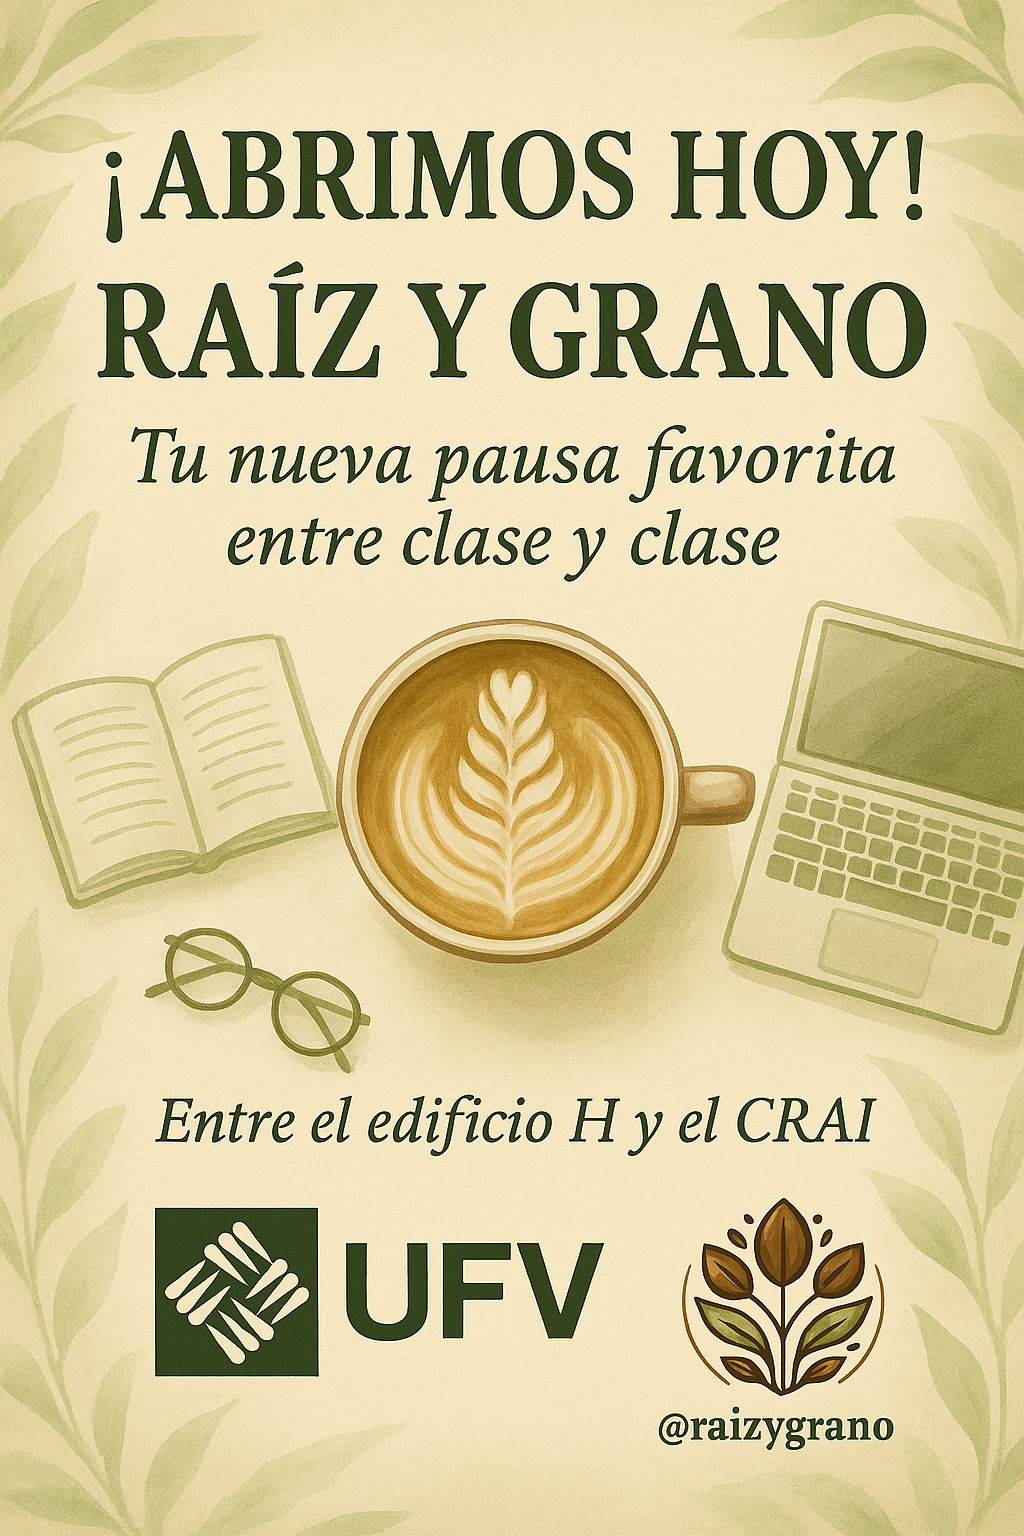 ¡ABRIMOS HOY!
RAÍZ Y GRANO
Tu nueva pausa favorita
entre clase y clase
Entre el edificio H y el CRAI
UFV
@raizygrano